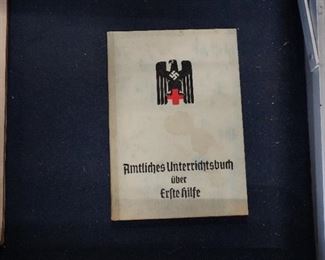 Amtliches Unterrichtsbuch
über
Erste Hilfe